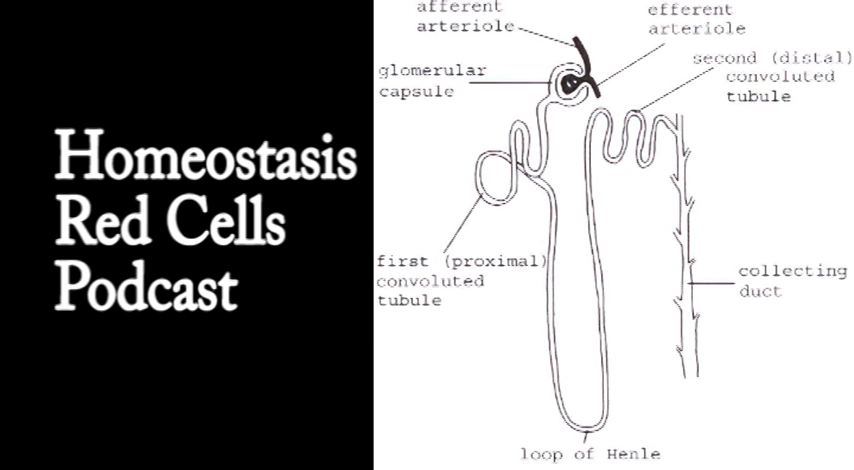 Homeostasis
Red Cells
Podcast
afferent
arteriole
efferent
arteriole
glomerular
capsule
second (distal)
convoluted
tubule
first (proximal)
convoluted
tubule
collecting
duct
loop of Henle